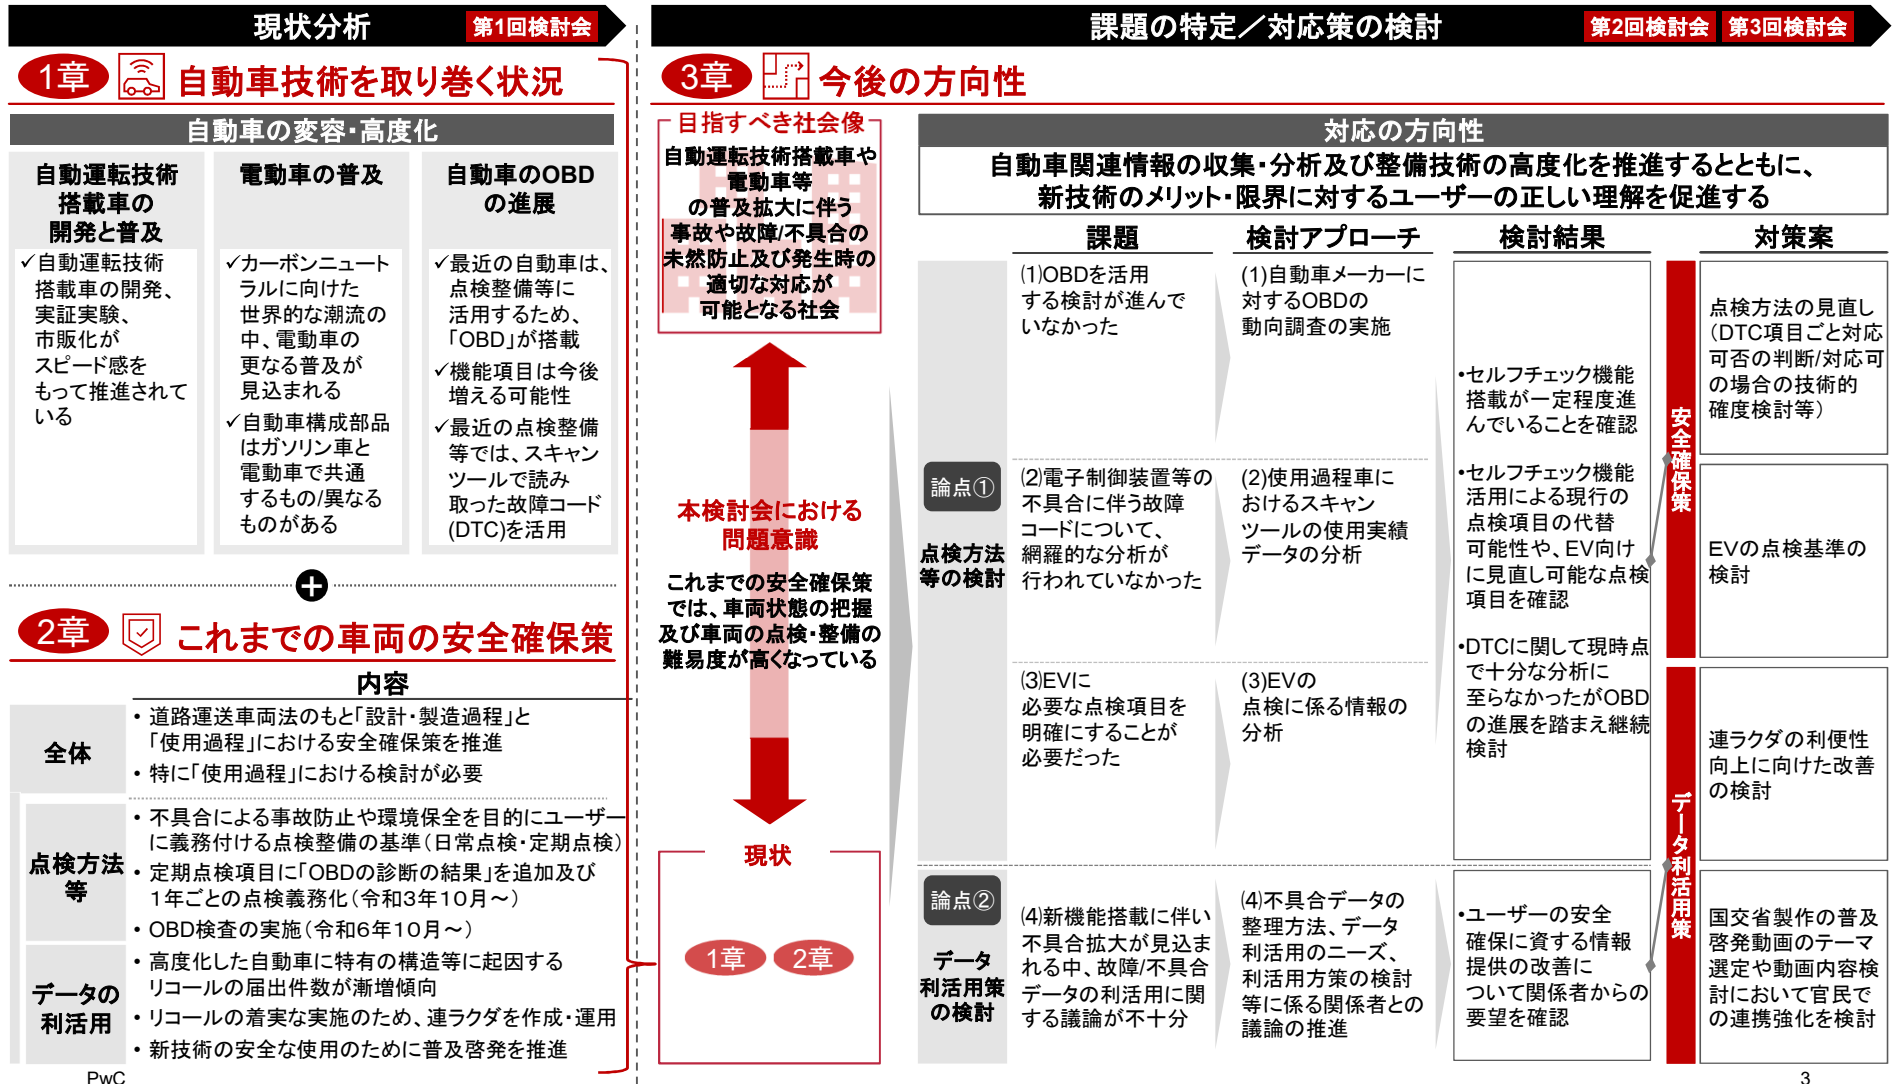 現状分析
第1回検討会
1章
自動車技術を取り巻く状況
自動車の変容・高度化
自動運転技術
搭載車の
開発と普及
✓自動運転技術
搭載車の開発、
実証実験、
市販化が
スピード感を
もって推進されて
いる
電動車の普及
✓カーボンニュート
ラルに向けた
世界的な潮流の
中、電動車の
更なる普及が
見込まれる
✓自動車構成部品
はガソリン車と
電動車で共通
するもの/異なる
ものがある
自動車のOBD
の進展
✓最近の自動車は、
点検整備等に
活用するため、
「OBD」が搭載
✓機能項目は今後
増える可能性
✓最近の点検整備
等では、スキャン
ツールで読み
取った故障コード
(DTC)を活用
+
2章
これまでの車両の安全確保策
内容
全体
• 道路運送車両法のもと「設計・製造過程」と
「使用過程」における安全確保策を推進
• 特に「使用過程」における検討が必要
点検方法
等
• 不具合による事故防止や環境保全を目的にユーザー
に義務付ける点検整備の基準（日常点検・定期点検）
• 定期点検項目に「OBDの診断の結果」を追加及び
1年ごとの点検義務化（令和3年10月～）
• OBD検査の実施（令和6年10月～）
データの
利活用
• 高度化した自動車に特有の構造等に起因する
リコールの届出件数が漸増傾向
• リコールの着実な実施のため、連ラクダを作成・運用
• 新技術の安全な使用のために普及啓発を推進
課題の特定／対応策の検討
第2回検討会
第3回検討会
3章
今後の方向性
目指すべき社会像
自動運転技術搭載車や
電動車等
の普及拡大に伴う
事故や故障/不具合の
未然防止及び発生時の
適切な対応が
可能となる社会
本検討会における
問題意識
これまでの安全確保策
では、車両状態の把握
及び車両の点検・整備の
難易度が高くなっている
現状
1章
2章
対応の方向性
自動車関連情報の収集・分析及び整備技術の高度化を推進するとともに、
新技術のメリット・限界に対するユーザーの正しい理解を促進する
課題
検討アプローチ
検討結果
対策案
論点①
点検方法
等の検討
(1)OBDを活用
する検討が進んで
いなかった
(1)自動車メーカーに
対するOBDの
動向調査の実施
(2)電子制御装置等の
不具合に伴う故障
コードについて、
網羅的な分析が
行われていなかった
(2)使用過程車に
おけるスキャン
ツールの使用実績
データの分析
(3)EVに
必要な点検項目を
明確にすることが
必要だった
(3)EVの
点検に係る情報の
分析
•セルフチェック機能
搭載が一定程度進
んでいることを確認
•セルフチェック機能
活用による現行の
点検項目の代替
可能性や、EV向け
に見直し可能な点検
項目を確認
•DTCに関して現時点
で十分な分析に
至らなかったがOBD
の進展を踏まえ継続
検討
安全確保策
点検方法の見直し
（DTC項目ごと対応
可否の判断/対応可
の場合の技術的
確度検討等）
EVの点検基準の
検討
論点②
データ
利活用策
の検討
(4)新機能搭載に伴い
不具合拡大が見込ま
れる中、故障/不具合
データの利活用に関
する議論が不十分
(4)不具合データの
整理方法、データ
利活用のニーズ、
利活用方策の検討
等に係る関係者との
議論の推進
•ユーザーの安全
確保に資する情報
提供の改善に
ついて関係者からの
要望を確認
データ利活用策
連ラクダの利便性
向上に向けた改善
の検討
国交省製作の普及
啓発動画のテーマ
選定や動画内容検
討において官民で
の連携強化を検討
PwC
3